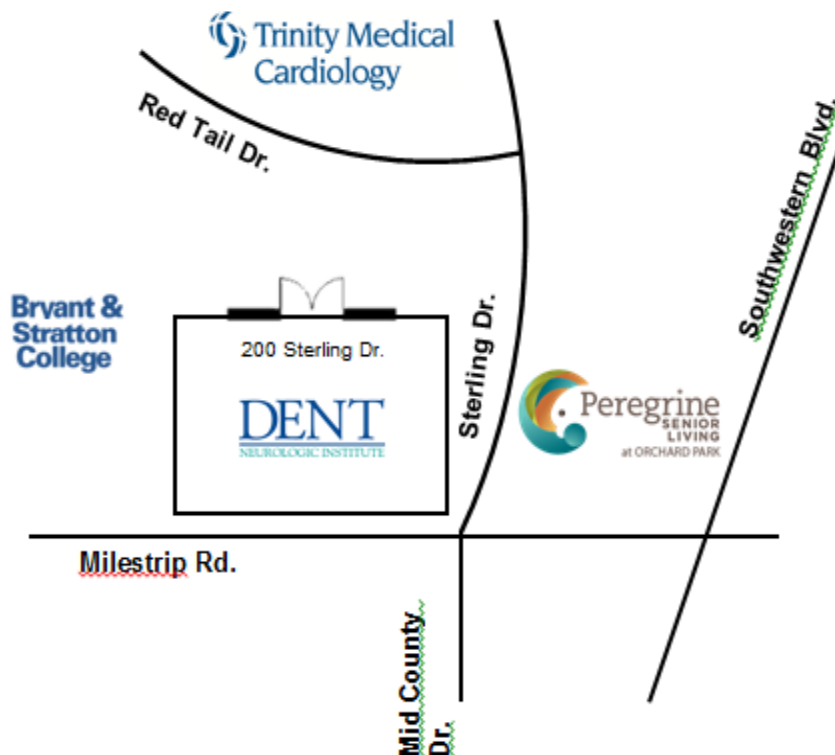 Trinity Medical
Cardiology
Red Tail Dr.
Southwestern Blvd.
Bryant &
Stratton
College
200 Sterling Dr.
DENT
NEUROLOGIC INSTITUTE
Sterling Dr.
Peregrine
SENIOR
LIVING
at ORCHARD PARK
Milestrip Rd.
Mid County
Dr.